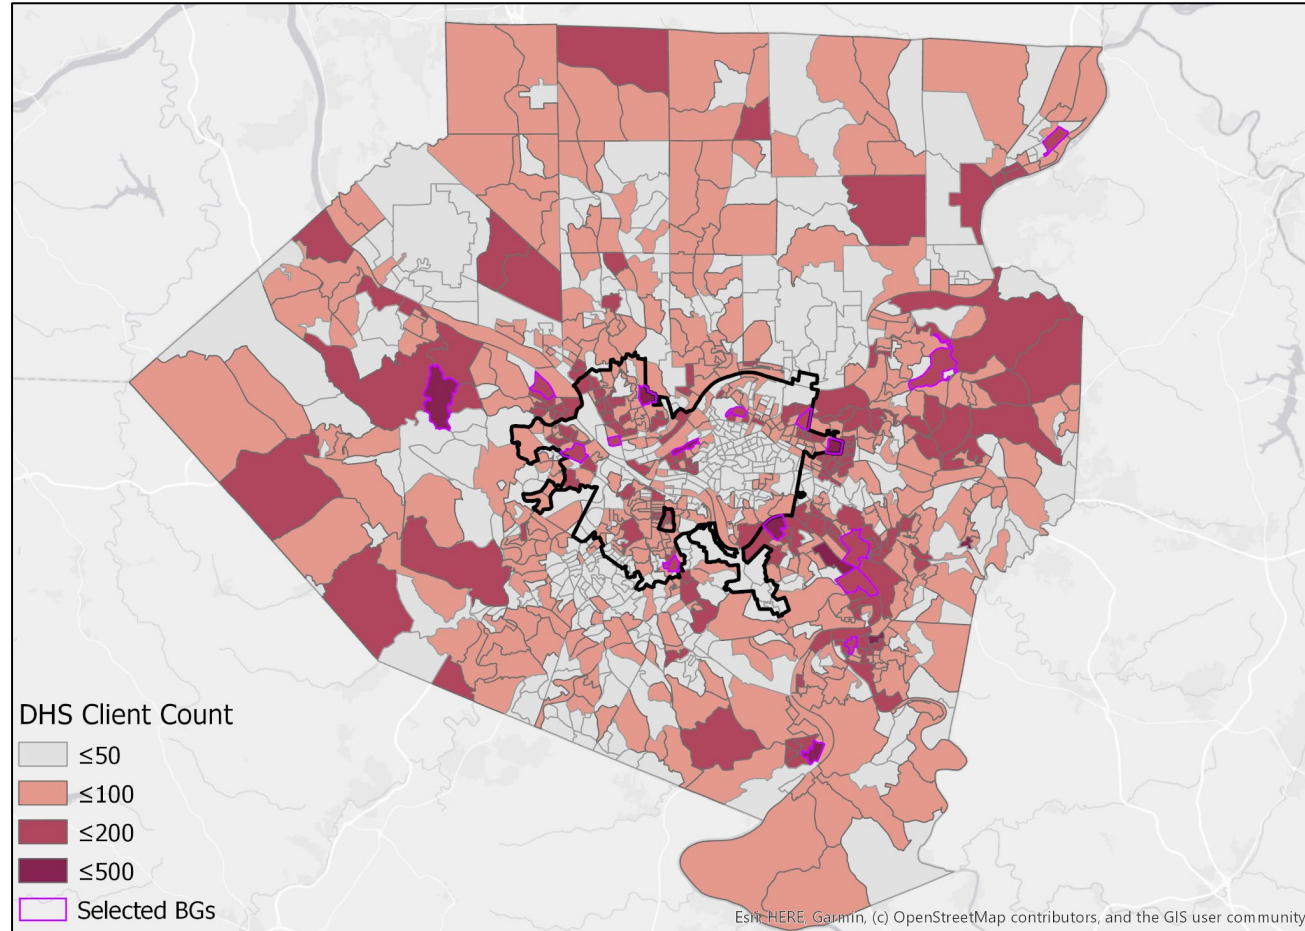 DHS Client Count
≤50
≤100
≤200
≤500
Selected BGs
Esri, HERE, Garmin, (c) OpenStreetMap contributors, and the GIS user community